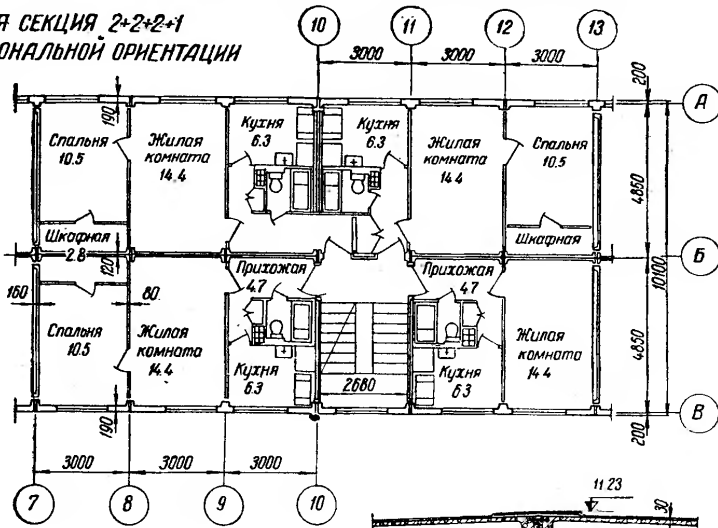 Я СЕКЦИЯ 2+2+2+1
ОНАЛЬНОЙ ОРИЕНТАЦИИ
10 11 12 13
3000 3000 3000
200
190
А
Спальня
10.5
Жилая
комната
14.4
Кухня
6.3
Кухня
6.3
Жилая
комната
14.4
Спальня
10.5
4850
Шкафная
2.8
120
Шкафная
Б
10100
Прихожая
4.7
Прихожая
4.7
160
80
Спальня
10.5
Жилая
комната
14.4
Кухня
6.3
2680
Кухня
6.3
Жилая
комната
14.4
4850
В
190
200
3000 3000 3000
7 8 9 10
11 23
30